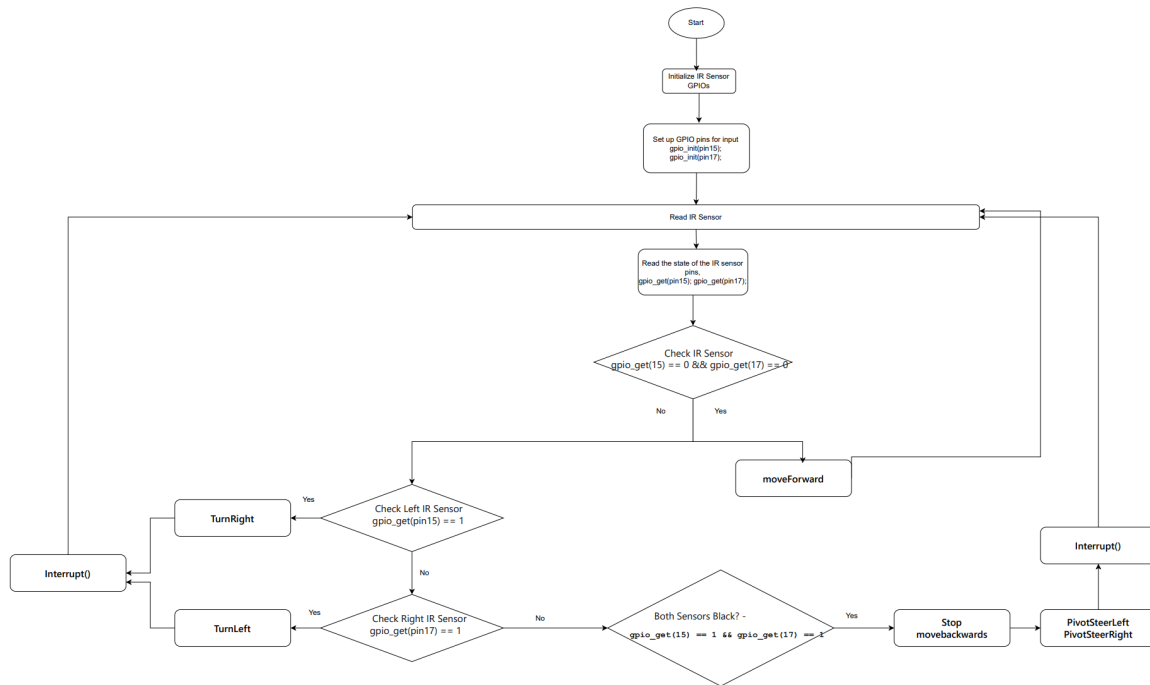 Start
Initialize IR Sensor
GPIOs
Set up GPIO pins for input
gpio_init(pin15);
gpio_init(pin17);
Read IR Sensor
Read the state of the IR sensor
pins,
gpio_get(pin15); gpio_get(pin17);
Check IR Sensor
gpio_get(15) == 0 && gpio_get(17) == 0
No
Yes
moveForward
Check Left IR Sensor
gpio_get(pin15) == 1
Yes
TurnRight
Interrupt()
No
Check Right IR Sensor
gpio_get(pin17) == 1
Yes
TurnLeft
No
Both Sensors Black? -
gpio_get(15) == 1 && gpio_get(17) == 1
Yes
Stop
movebackwards
PivotSteerLeft
PivotSteerRight
Interrupt()